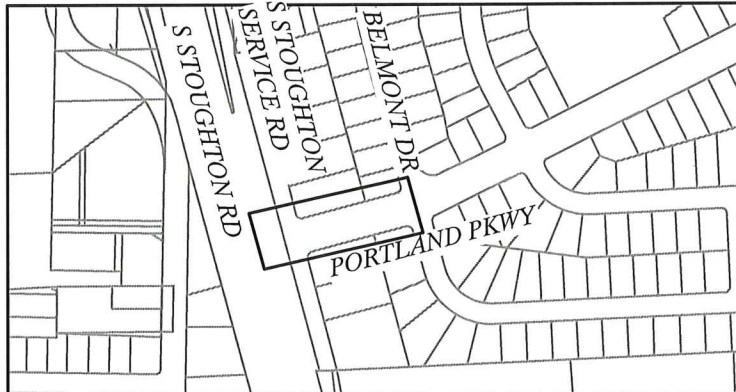 S STOUGHTON RD
S STOUGHTON
SERVICE RD
BELMONT DR
PORTLAND PKWY